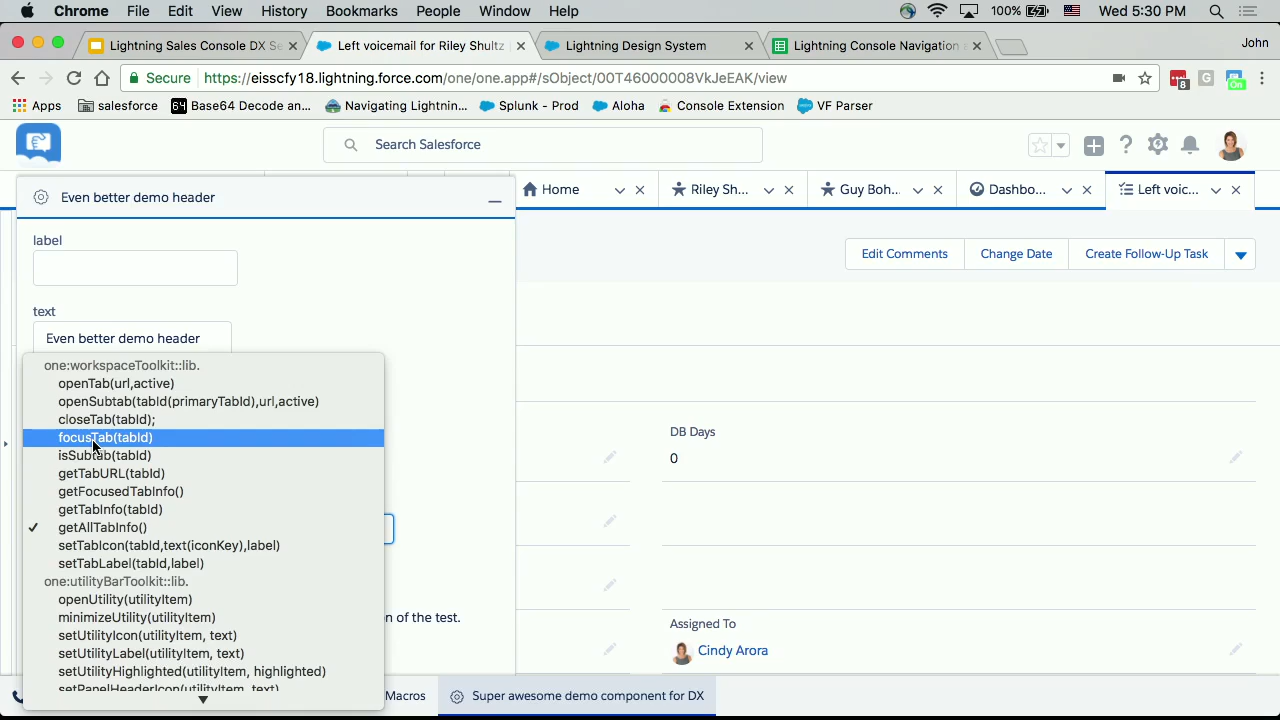 Chrome File Edit View History Bookmarks People Window Help 100% Wed 5:30 PM
Lightning Sales Console DX Se Left voicemail for Riley Shultz Lightning Design System Lightning Console Navigation John
Secure https://eisscfy18.lightning.force.com/one/one.app#/sObject/00T46000008VkJeEAK/view 8 G On
Apps salesforce 64 Base64 Decode an... Navigating Lightnin... Splunk - Prod Aloha Console Extension VF Parser
Search Salesforce
Even better demo header
Home Riley Sh... Guy Boh... Dashbo... Left voic...
label
Edit Comments Change Date Create Follow-Up Task
text
Even better demo header
one:workspaceToolkit::lib.
openTab(url,active)
openSubtab(tabId(primaryTabId),url,active)
closeTab(tabId);
focusTab(tabId)
isSubtab(tabId)
getTabURL(tabId)
getFocusedTabInfo()
getTabInfo(tabId)
getAllTabInfo()
setTabIcon(tabId,text(iconKey),label)
setTabLabel(tabId,label)
one:utilityBarToolkit::lib.
openUtility(utilityItem)
minimizeUtility(utilityItem)
setUtilityIcon(utilityItem, text)
setUtilityLabel(utilityItem, text)
setUtilityHighlighted(utilityItem, highlighted)
setPanelHeaderIcon(utilityItem, text)
DB Days
0
n of the test.
Assigned To
Cindy Arora
Macros Super awesome demo component for DX